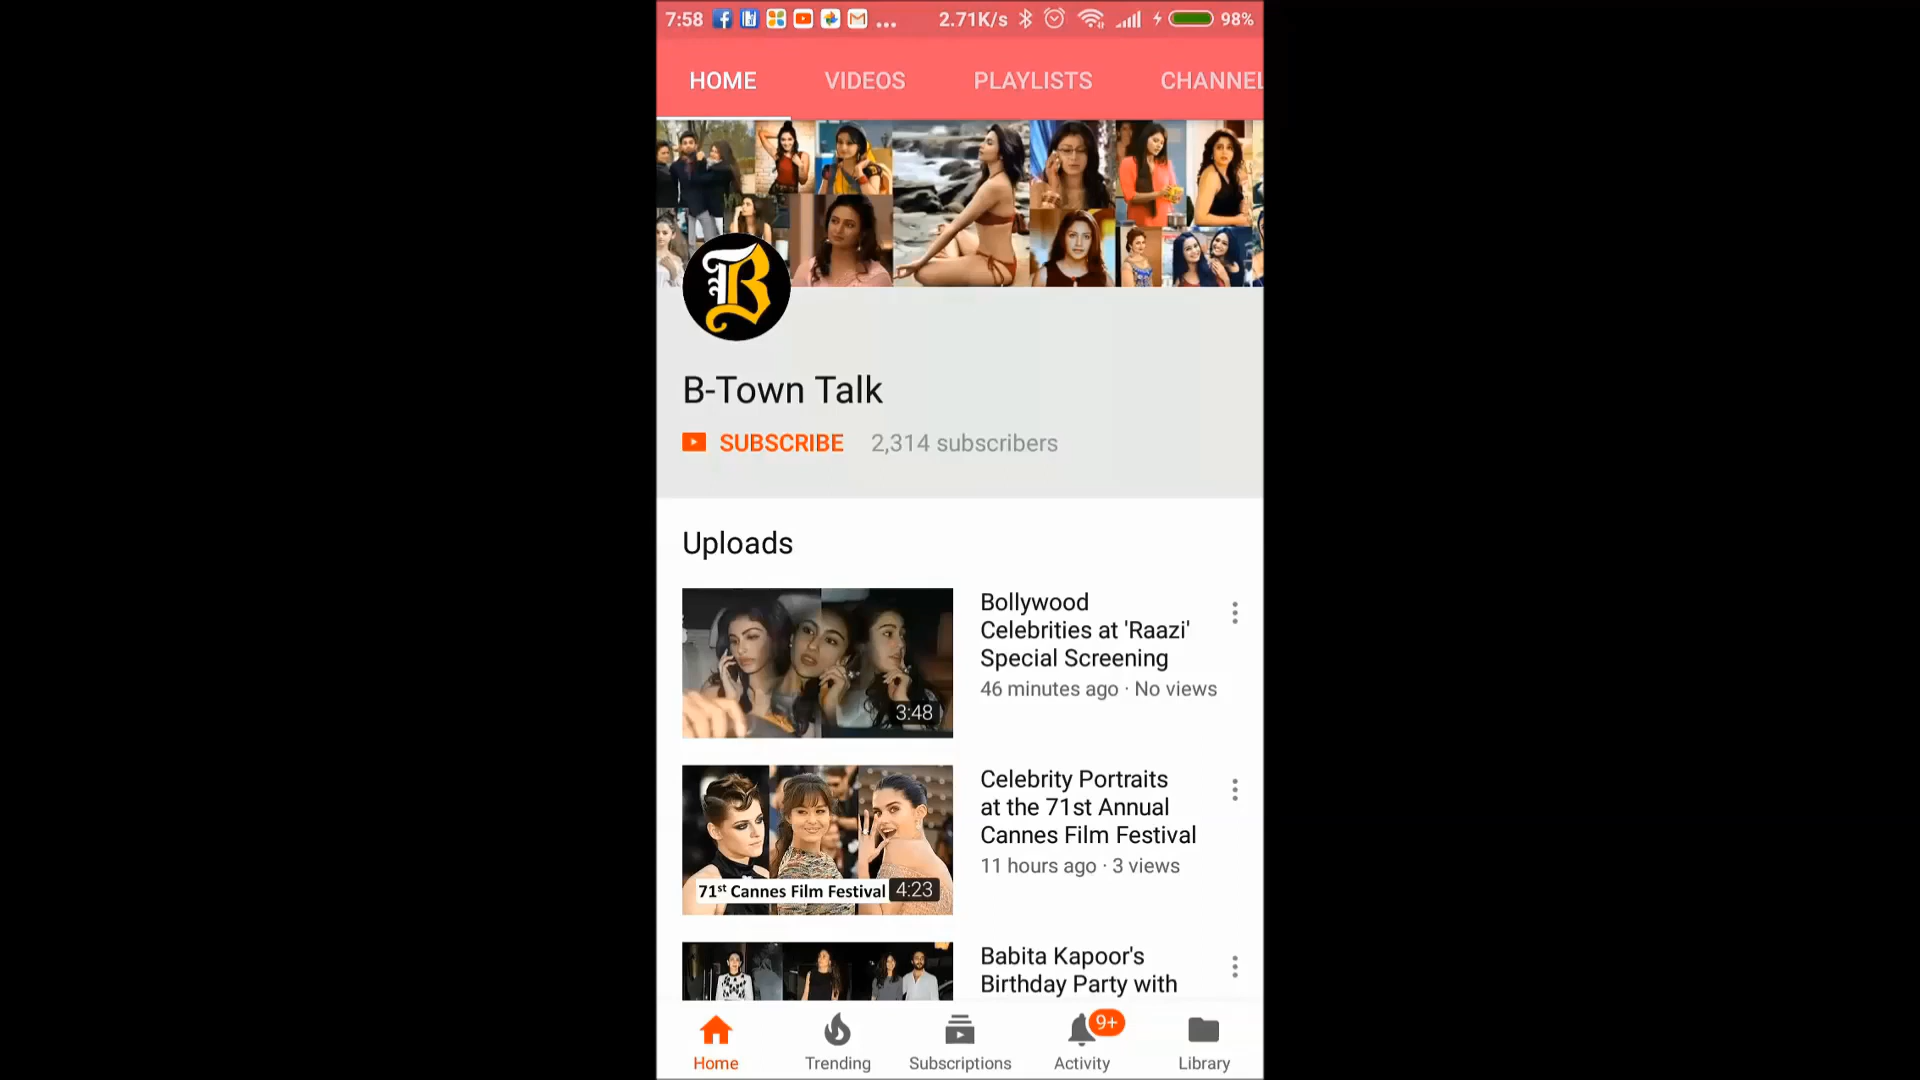 7:58 ... 2.71K/s 98%
HOME VIDEOS PLAYLISTS CHANNEL
B
B-Town Talk
SUBSCRIBE 2,314 subscribers
Uploads
Bollywood
Celebrities at 'Raazi'
Special Screening
46 minutes ago · No views
3:48
Celebrity Portraits
at the 71st Annual
Cannes Film Festival
11 hours ago · 3 views
71st Cannes Film Festival 4:23
Babita Kapoor's
Birthday Party with
9+
Home Trending Subscriptions Activity Library